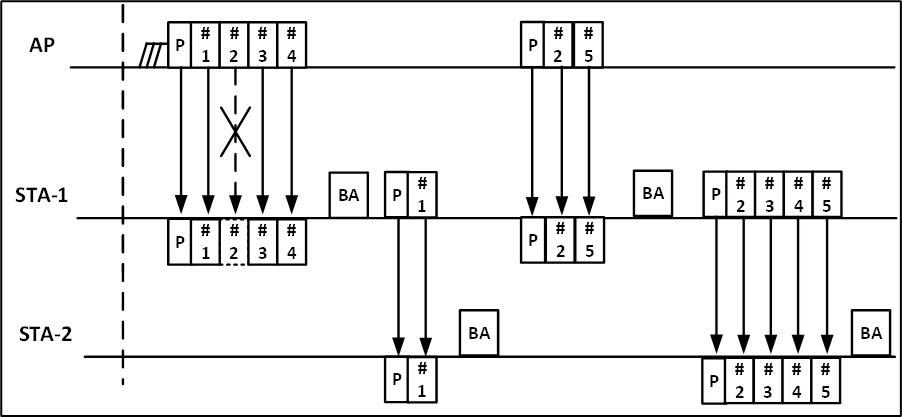 AP
P # 1 # 2 # 3 # 4
P # 2 # 5
STA-1
BA
P # 1
BA
P # 2 # 3 # 4 # 5
P # 1 # 2 # 3 # 4
P # 2 # 5
STA-2
BA
BA
P # 1
P # 2 # 3 # 4 # 5